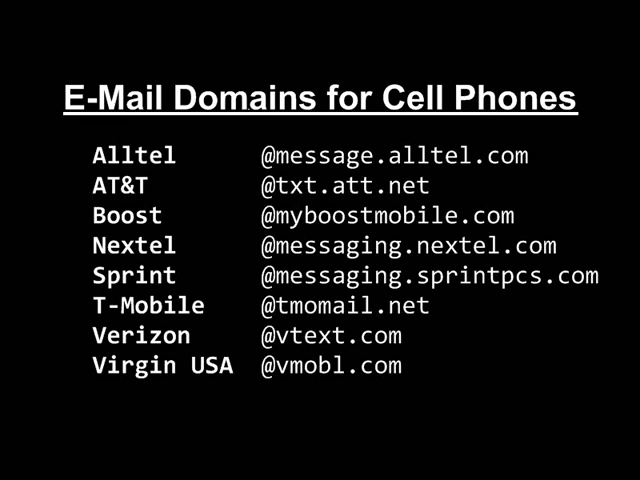 E-Mail Domains for Cell Phones
Alltel @message.alltel.com
AT&T @txt.att.net
Boost @myboostmobile.com
Nextel @messaging.nextel.com
Sprint @messaging.sprintpcs.com
T-Mobile @tmomail.net
Verizon @vtext.com
Virgin USA @vmobl.com